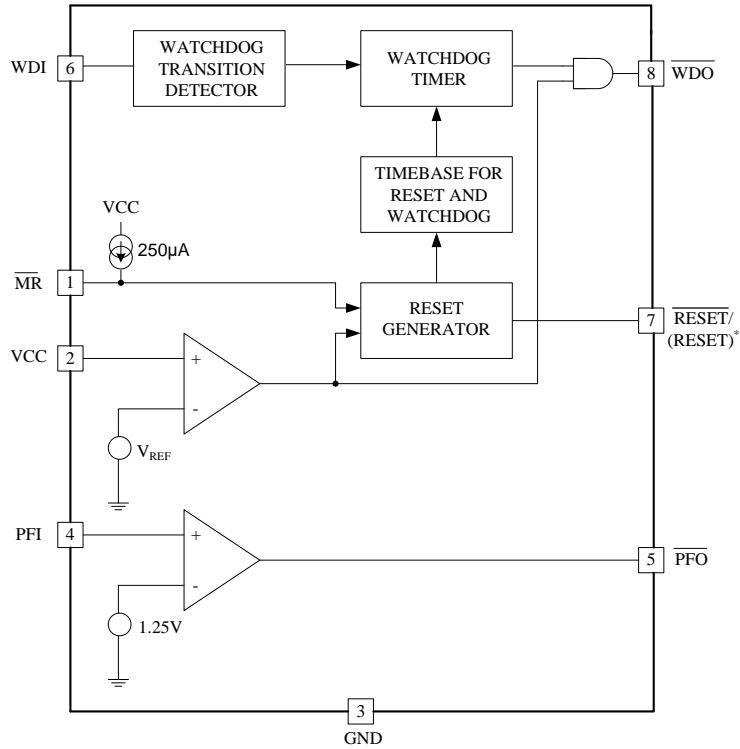 WDI
6
WATCHDOG
TRANSITION
DETECTOR
WATCHDOG
TIMER
8
WDO
TIMEBASE FOR
RESET AND
WATCHDOG
VCC
250µA
MR
1
RESET
GENERATOR
7
RESET/
(RESET)*
VCC
2
+
-
VREF
PFI
4
+
-
1.25V
5
PFO
3
GND